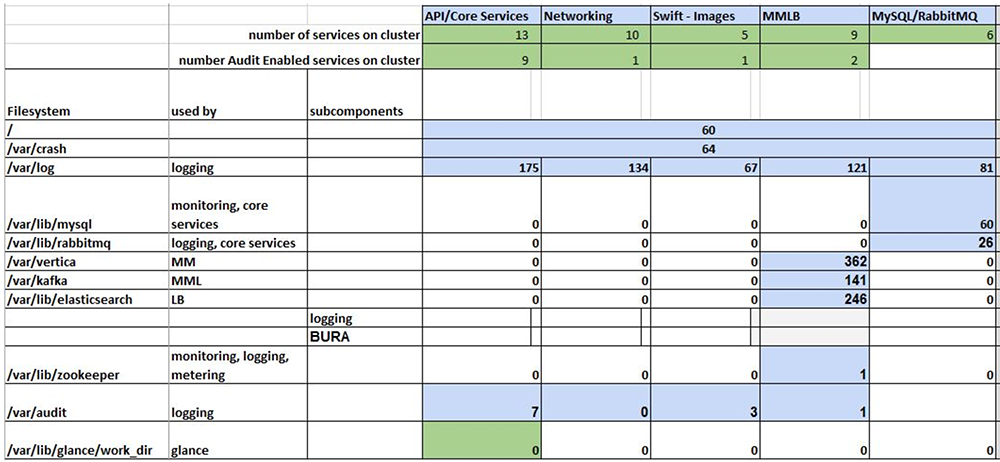 API/Core Services Networking Swift - Images MMLB MySQL/RabbitMQ
number of services on cluster 13 10 5 9 6
number Audit Enabled services on cluster 9 1 1 2
Filesystem used by subcomponents
/ 60
/var/crash 64
/var/log logging 175 134 67 121 81
monitoring, core
/var/lib/mysql services 0 0 0 0 60
/var/lib/rabbitmq logging, core services 0 0 0 0 26
/var/vertica MM 0 0 0 362 0
/var/kafka MML 0 0 0 141 0
/var/lib/elasticsearch LB 0 0 0 246 0
logging
BURA
monitoring, logging,
/var/lib/zookeeper metering 0 0 0 1 0
/var/audit logging 7 0 3 1 0
/var/lib/glance/work_dir glance 0 0 0 0 0